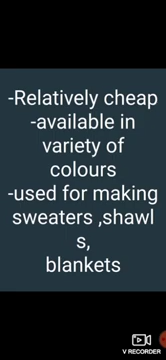 -Relatively cheap
-available in
variety of
colours
-used for making
sweaters ,shawl
s,
blankets
V RECORDER